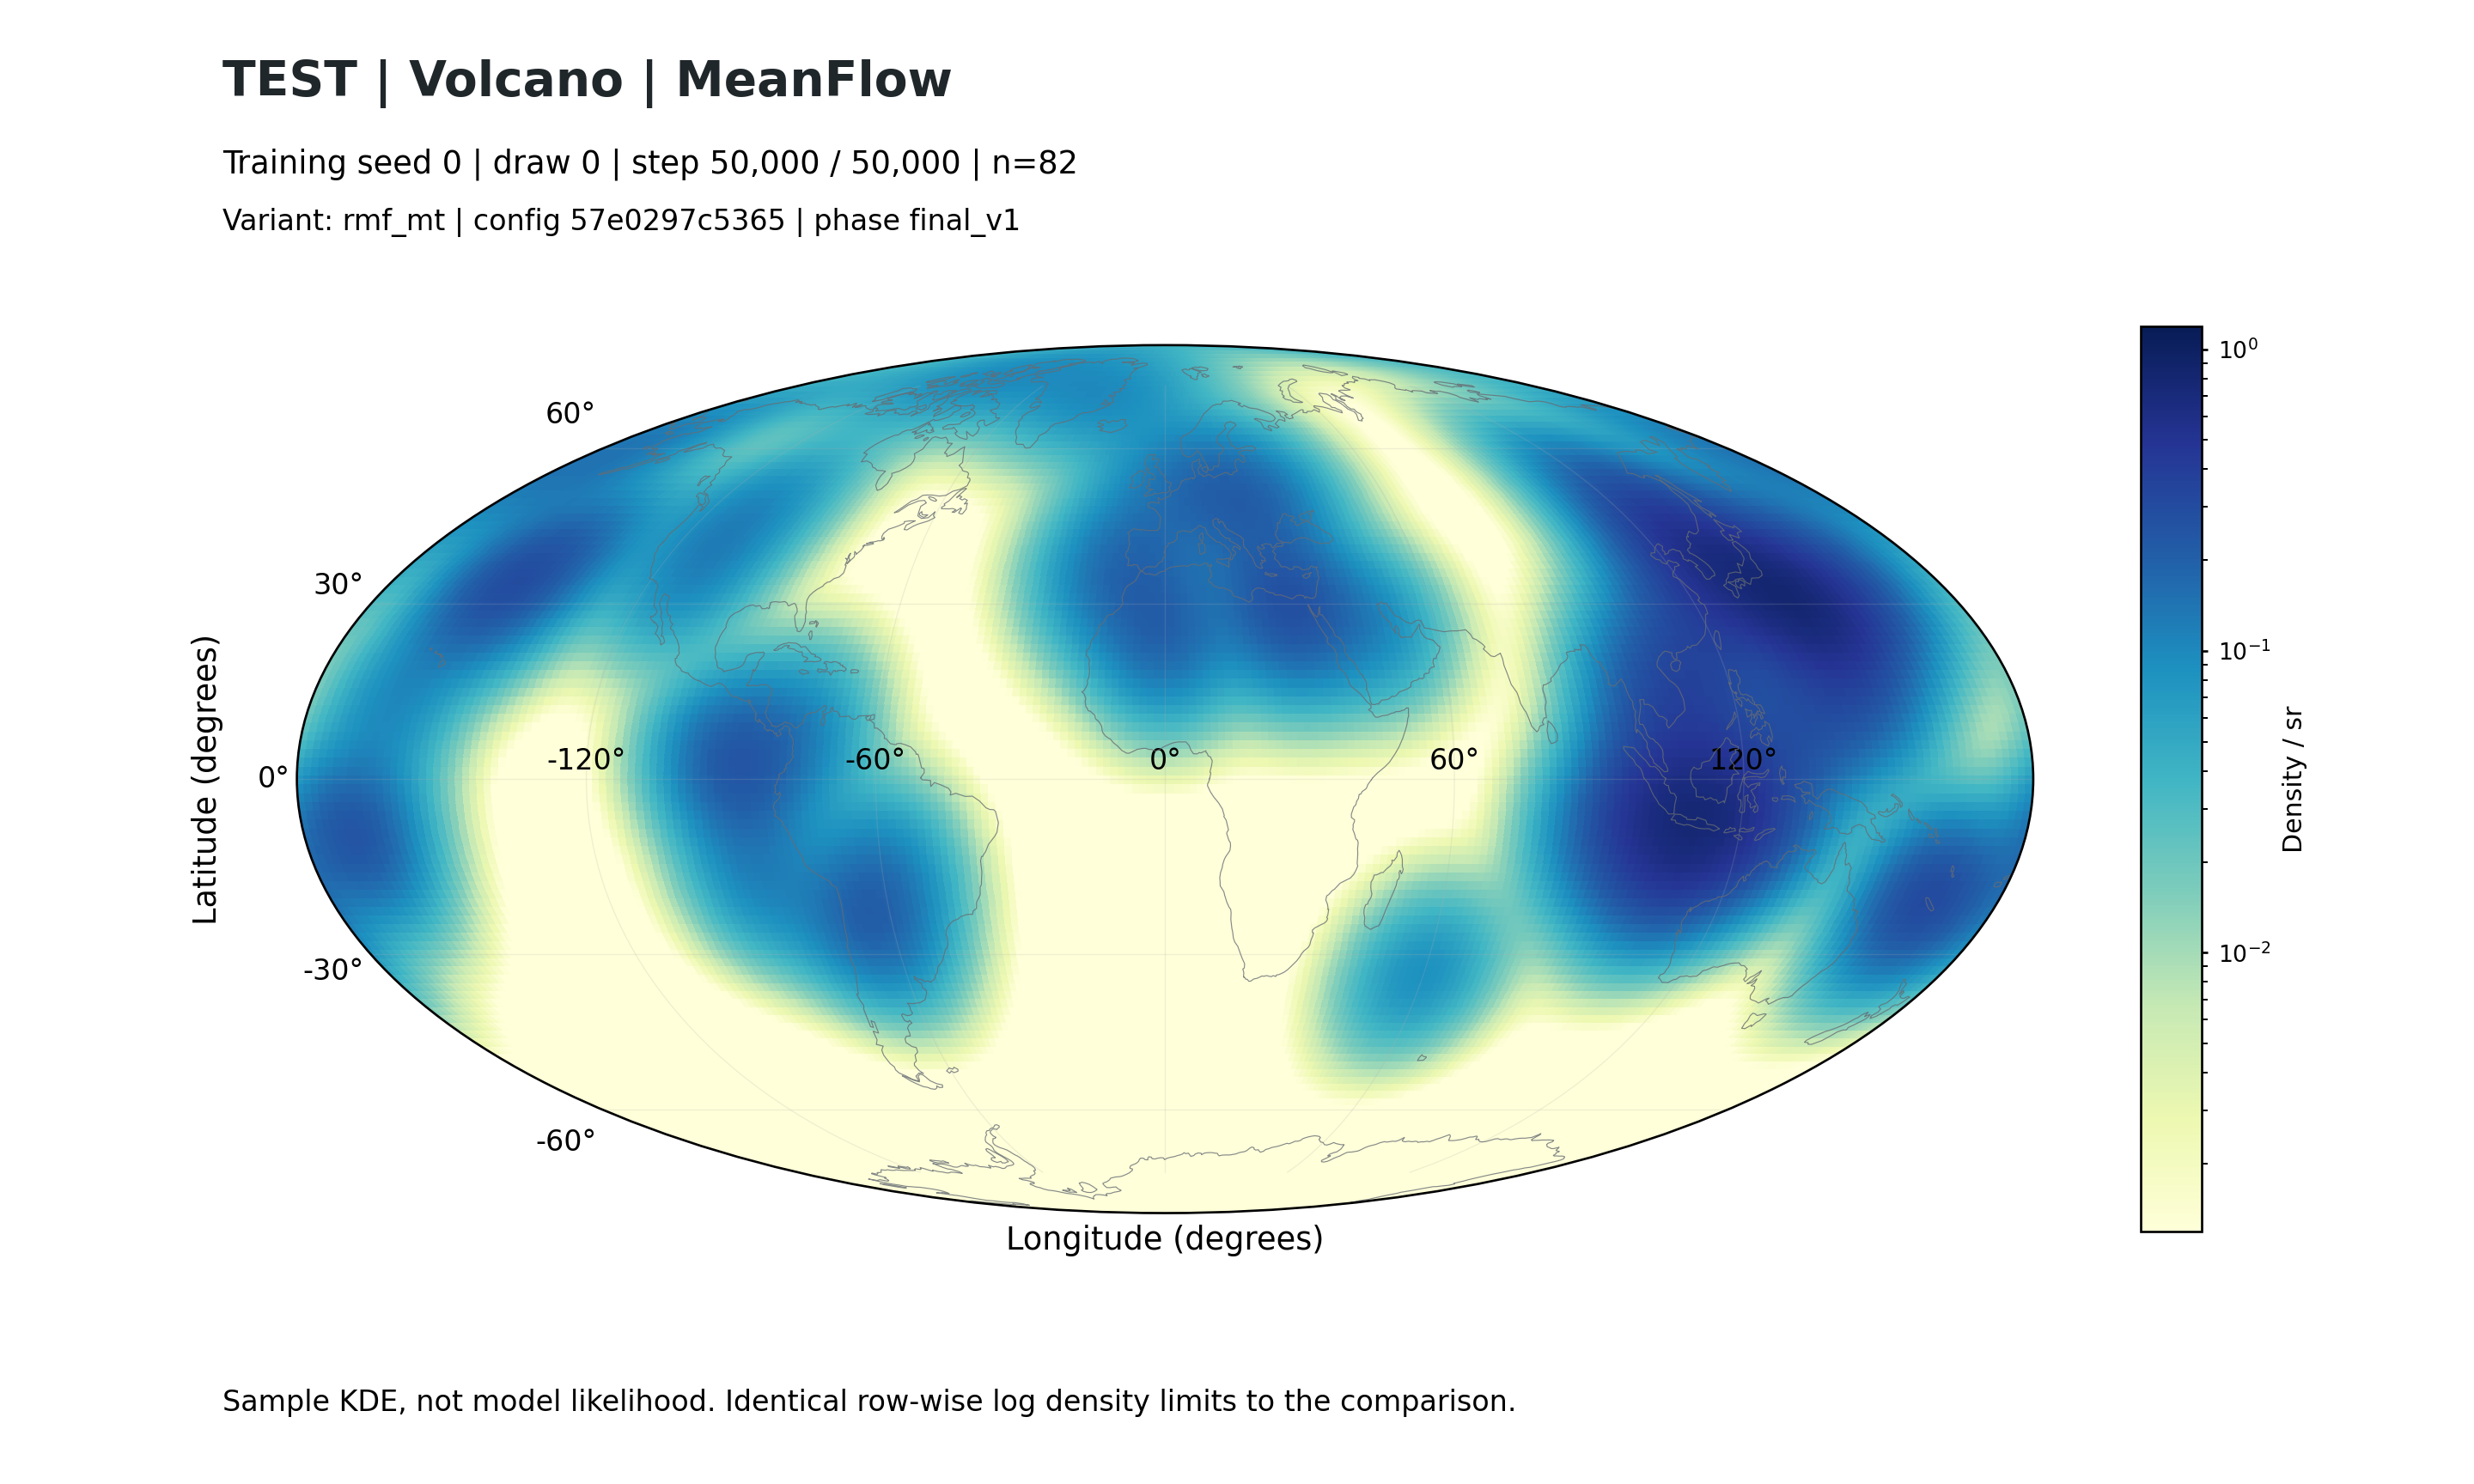 TEST | Volcano | MeanFlow
Training seed 0 | draw 0 | step 50,000 / 50,000 | n=82
Variant: rmf_mt | config 57e0297c5365 | phase final_v1
60°
30°
0°
-30°
-60°
-120°
-60°
0°
60°
120°
Latitude (degrees)
Longitude (degrees)
10⁰
10⁻¹
10⁻²
Density / sr
Sample KDE, not model likelihood. Identical row-wise log density limits to the comparison.